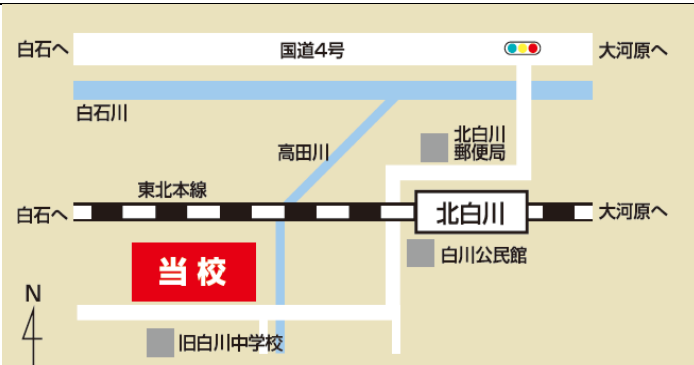 白石へ
国道4号
大河原へ
白石川
高田川
北白川
郵便局
東北本線
白石へ
北白川
大河原へ
当校
白川公民館
N
旧白川中学校